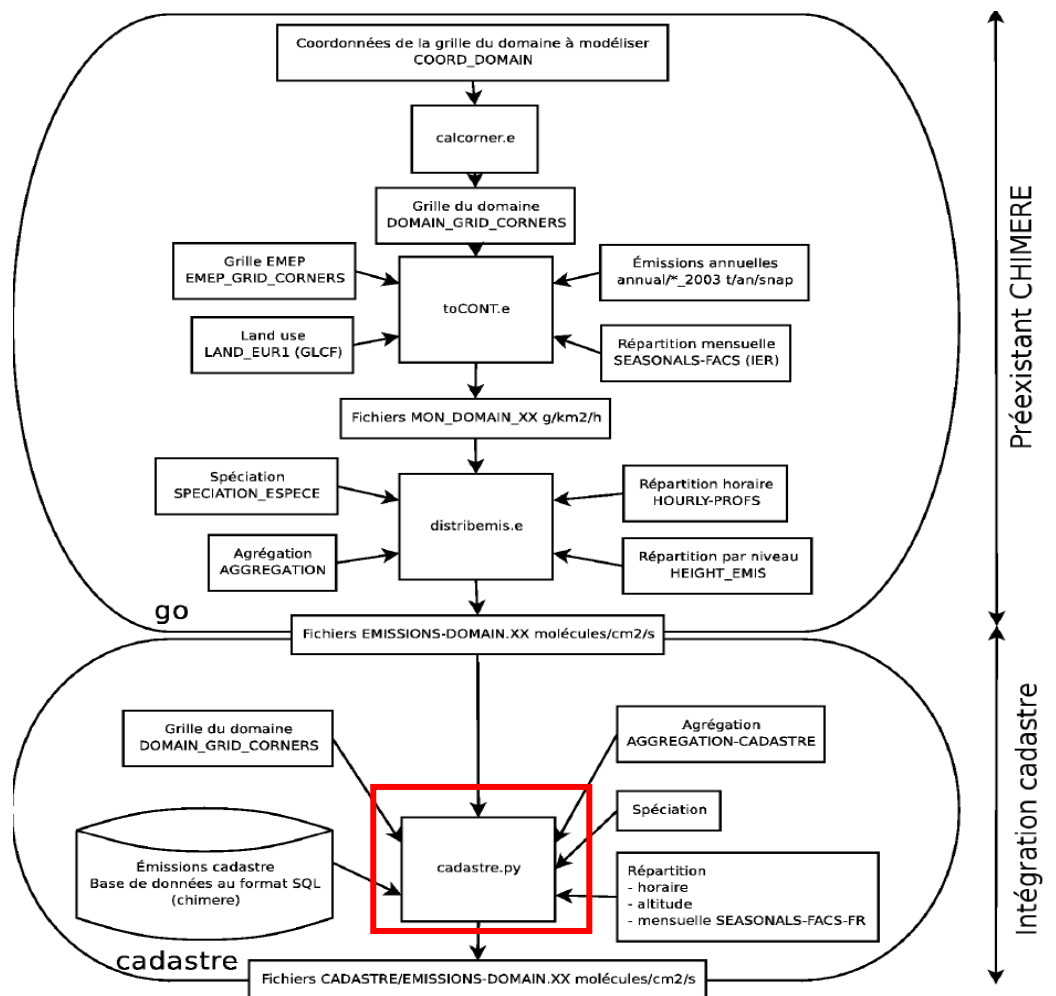 Coordonnées de la grille du domaine à modéliser
COORD_DOMAIN
calcorner.e
Grille du domaine
DOMAIN_GRID_CORNERS
Grille EMEP
EMEP_GRID_CORNERS
Émissions annuelles
annual/*_2003 t/an/snap
toCONT.e
Land use
LAND_EUR1 (GLCF)
Répartition mensuelle
SEASONALS-FACS (IER)
Fichiers MON_DOMAIN_XX g/km2/h
Spéciation
SPECIATION_ESPECE
Répartition horaire
HOURLY-PROFS
distribemis.e
Agrégation
AGGREGATION
Répartition par niveau
HEIGHT_EMIS
go
Fichiers EMISSIONS-DOMAIN.XX molécules/cm2/s
Préexistant CHIMERE
Grille du domaine
DOMAIN_GRID_CORNERS
Agrégation
AGGREGATION-CADASTRE
Spéciation
Émissions cadastre
Base de données au format SQL
(chimere)
cadastre.py
Répartition
- horaire
- altitude
- mensuelle SEASONALS-FACS-FR
cadastre
Fichiers CADASTRE/EMISSIONS-DOMAIN.XX molécules/cm2/s
Intégration cadastre